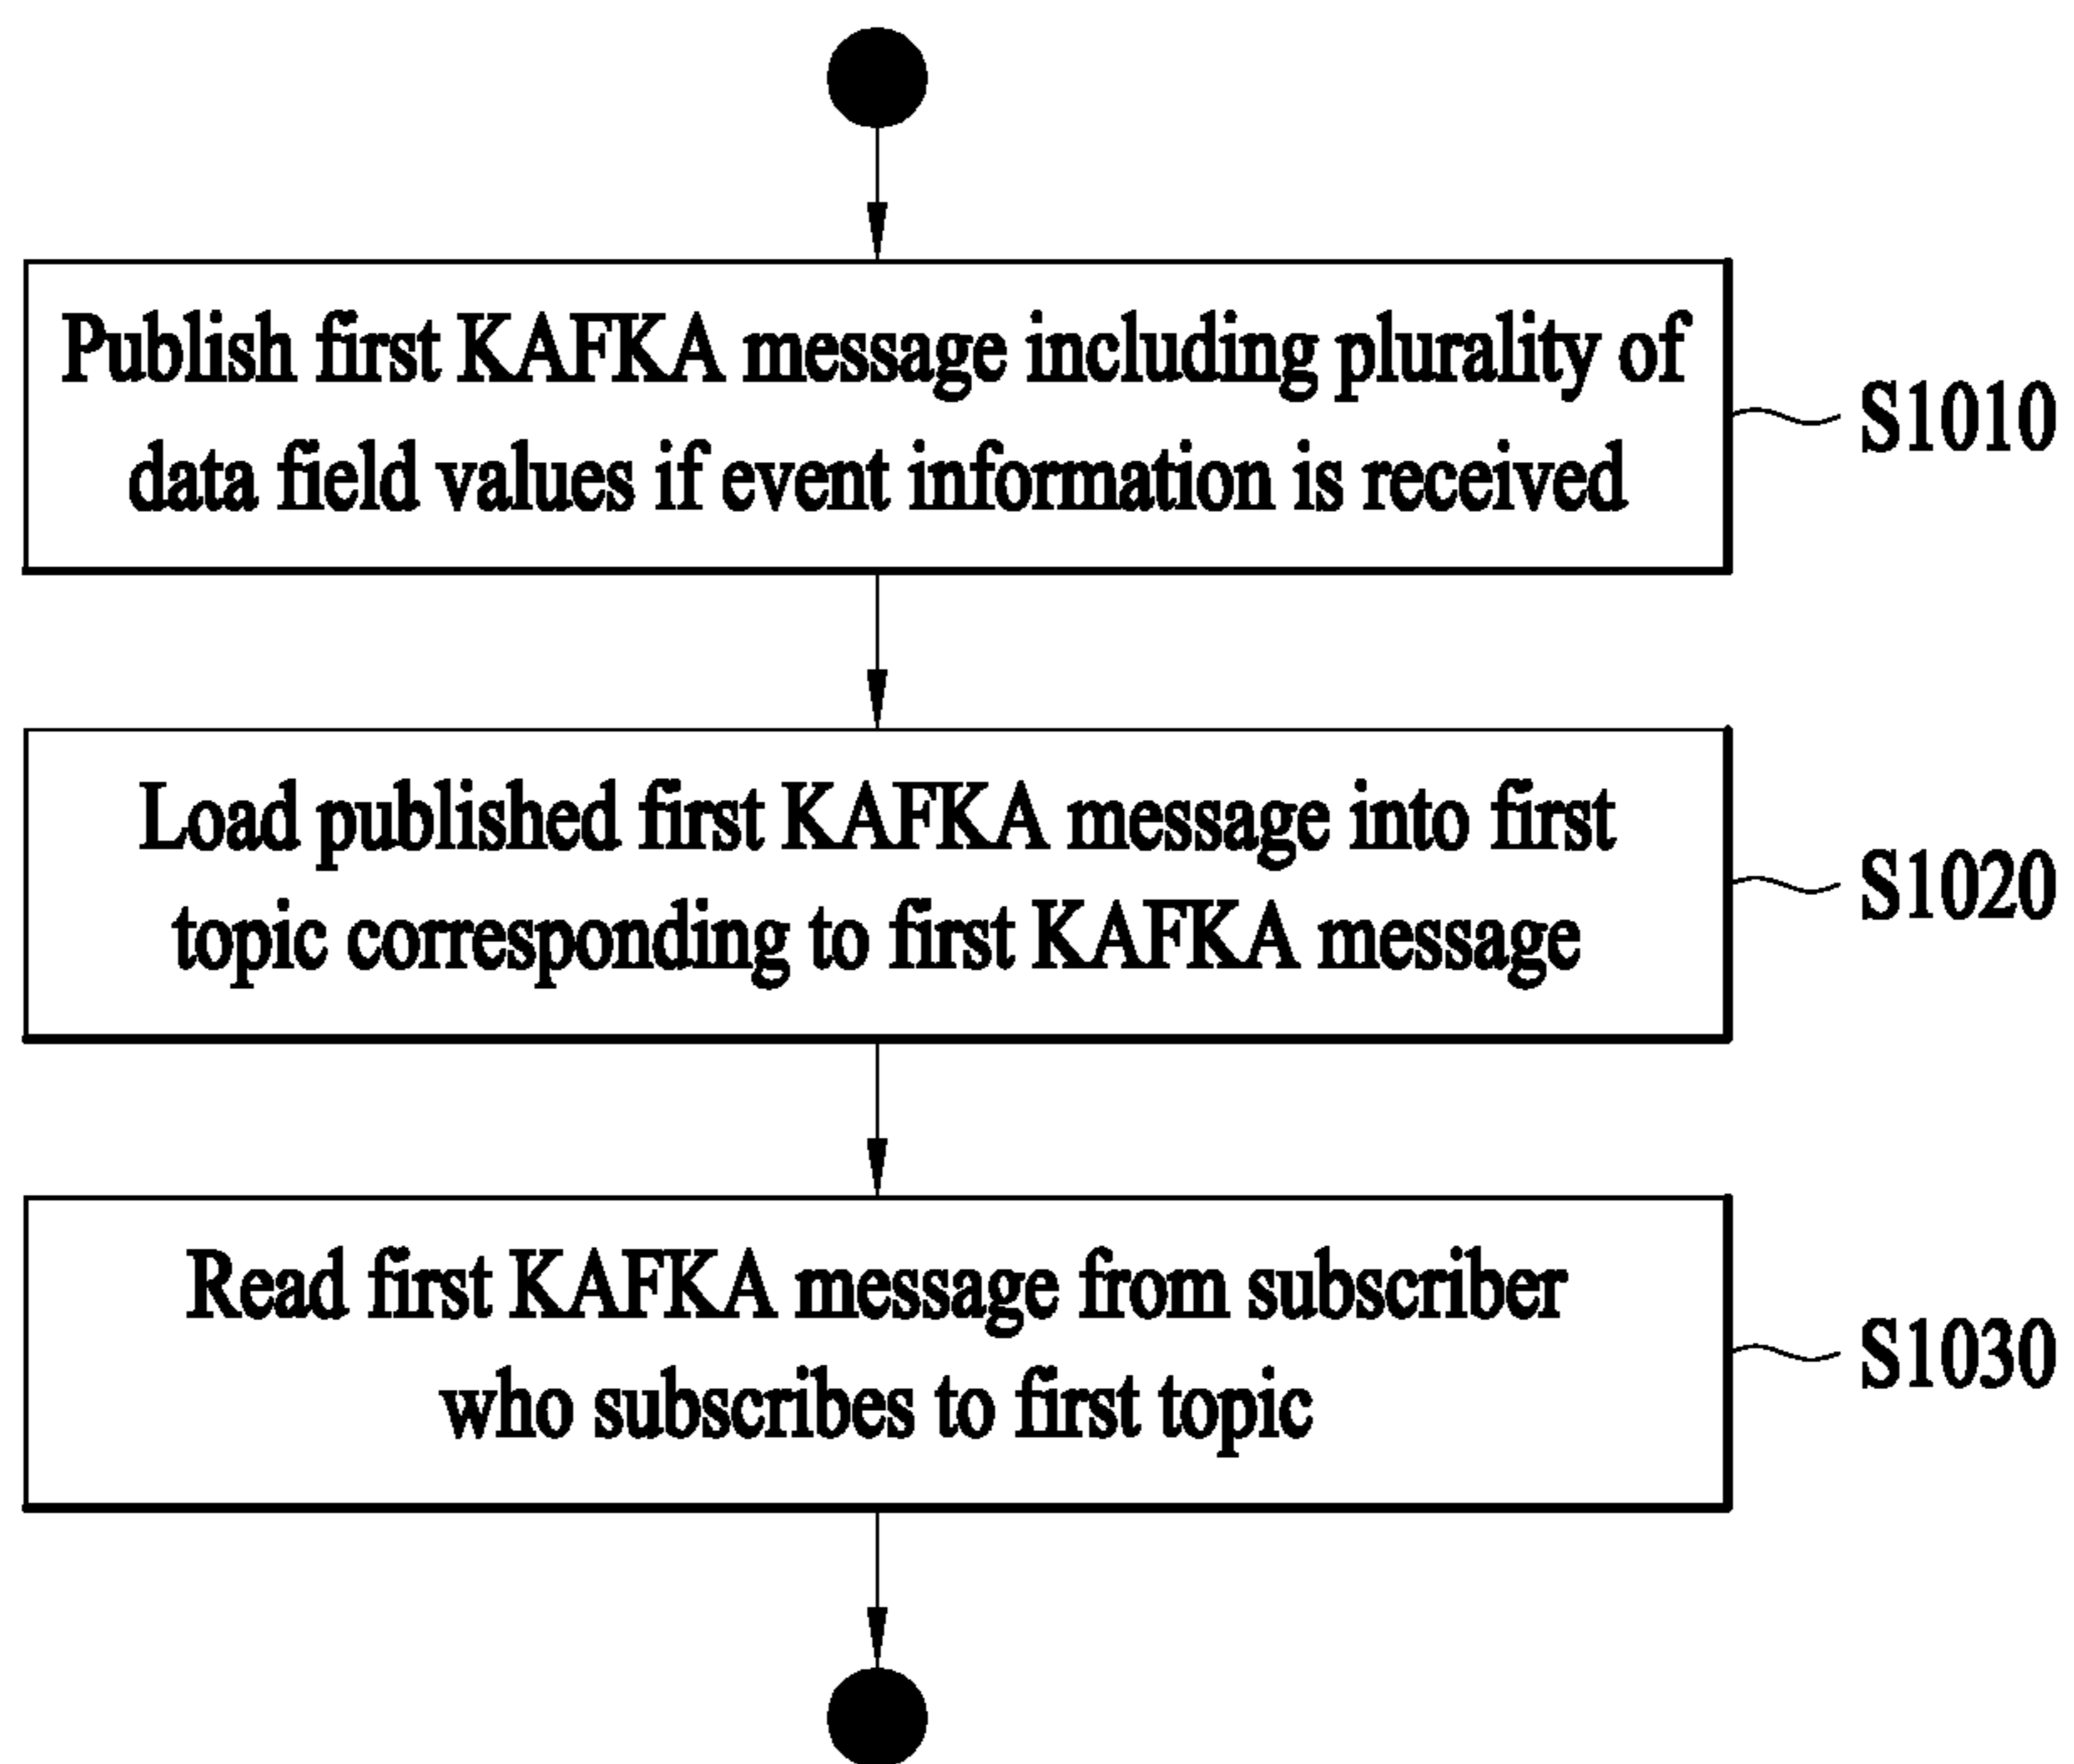 Publish first KAFKA message including plurality of
data field values if event information is received
S1010
Load published first KAFKA message into first
topic corresponding to first KAFKA message
S1020
Read first KAFKA message from subscriber
who subscribes to first topic
S1030